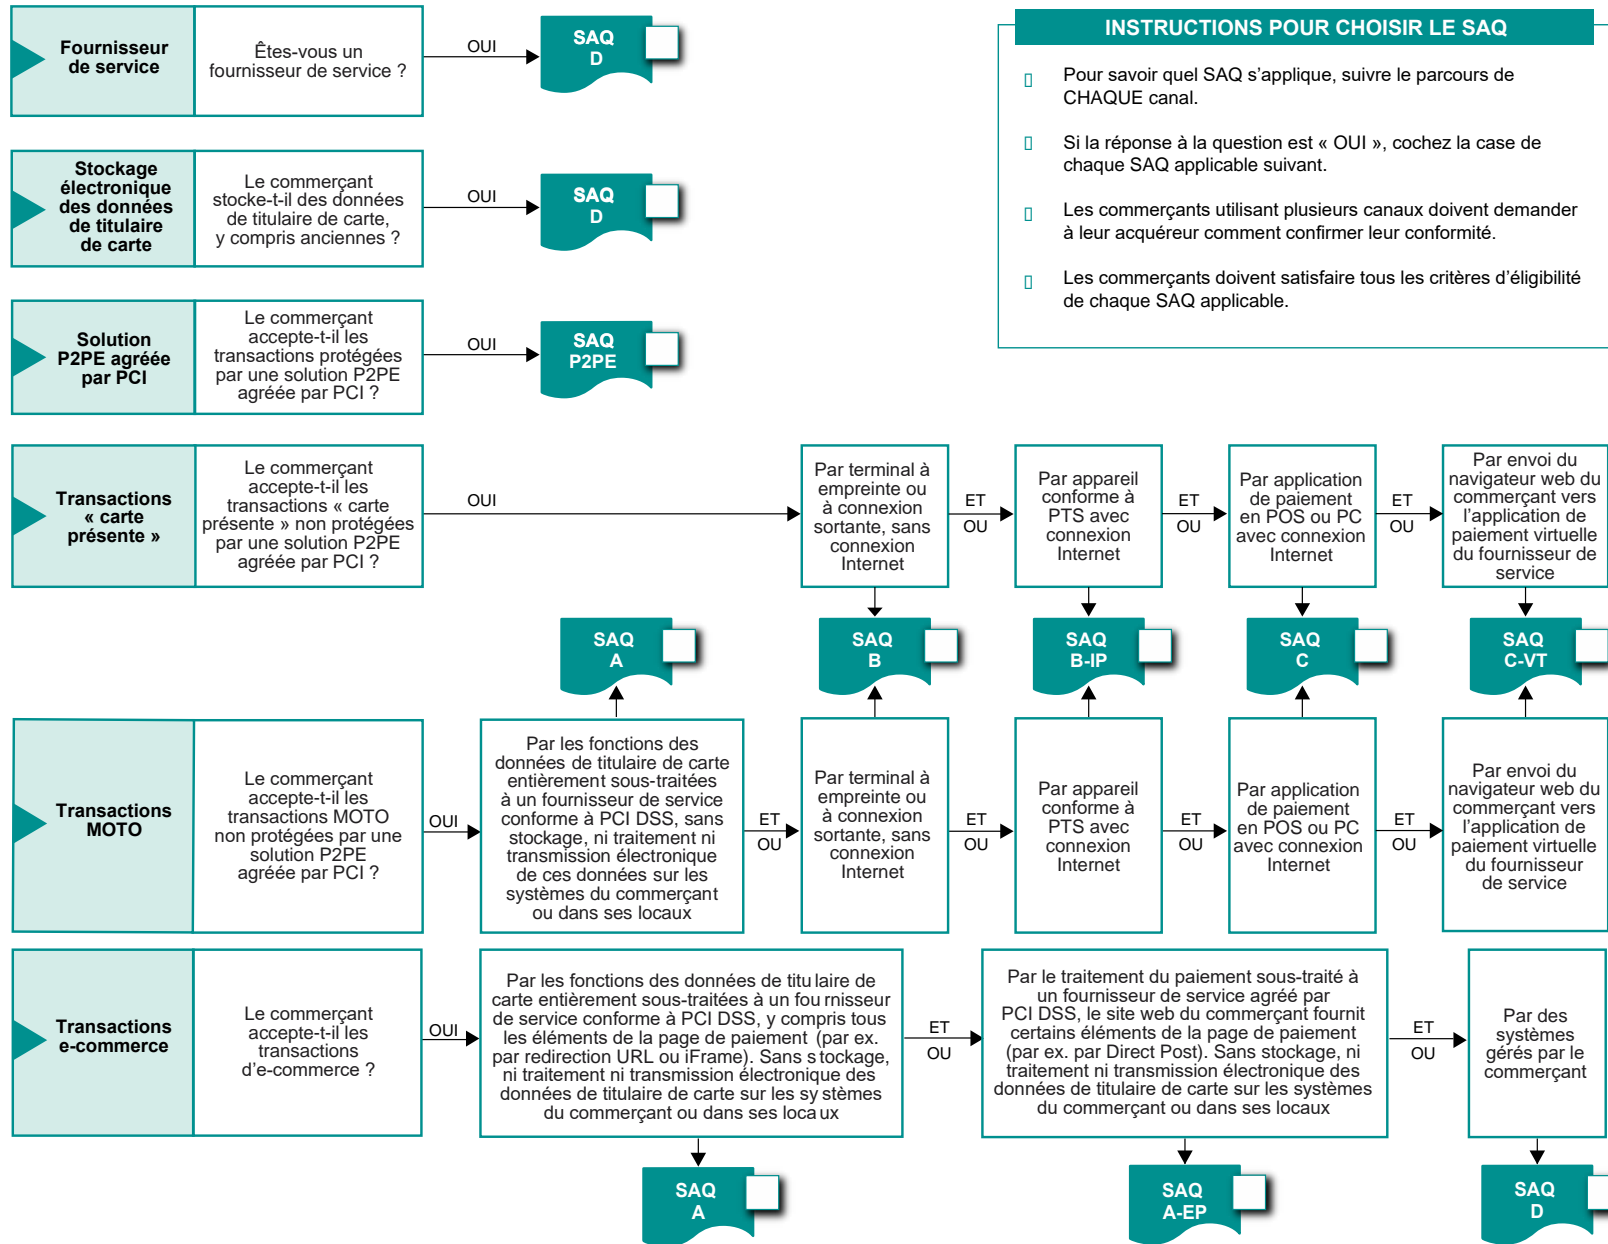 Fournisseur
de service
Êtes-vous un
fournisseur de service ?
OUI
SAQ
D
INSTRUCTIONS POUR CHOISIR LE SAQ
Pour savoir quel SAQ s’applique, suivre le parcours de
CHAQUE canal.
Si la réponse à la question est « OUI », cochez la case de
chaque SAQ applicable suivant.
Les commerçants utilisant plusieurs canaux doivent demander
à leur acquéreur comment confirmer leur conformité.
Les commerçants doivent satisfaire tous les critères d’éligibilité
de chaque SAQ applicable.
Stockage
électronique
des données
de titulaire
de carte
Le commerçant
stocke-t-il des données
de titulaire de carte,
y compris anciennes ?
OUI
SAQ
D
Solution
P2PE agréée
par PCI
Le commerçant
accepte-t-il les
transactions protégées
par une solution P2PE
agréée par PCI ?
OUI
SAQ
P2PE
Transactions
« carte
présente »
Le commerçant
accepte-t-il les
transactions « carte
présente » non protégées
par une solution P2PE
agréée par PCI ?
OUI
Par terminal à
empreinte ou
à connexion
sortante, sans
connexion
Internet
ET
OU
Par appareil
conforme à
PTS avec
connexion
Internet
ET
OU
Par application
de paiement
en POS ou PC
avec connexion
Internet
ET
OU
Par envoi du
navigateur web du
commerçant vers
l’application de
paiement virtuelle
du fournisseur de
service
SAQ
A
SAQ
B
SAQ
B-IP
SAQ
C
SAQ
C-VT
Transactions
MOTO
Le commerçant
accepte-t-il les
transactions MOTO
non protégées par une
solution P2PE
agréée par PCI ?
OUI
Par les fonctions des
données de titulaire de carte
entièrement sous-traitées
à un fournisseur de service
conforme à PCI DSS, sans
stockage, ni traitement ni
transmission électronique
de ces données sur les
systèmes du commerçant
ou dans ses locaux
ET
OU
Par terminal à
empreinte ou
à connexion
sortante, sans
connexion
Internet
ET
OU
Par appareil
conforme à
PTS avec
connexion
Internet
ET
OU
Par application
de paiement
en POS ou PC
avec connexion
Internet
ET
OU
Par envoi du
navigateur web du
commerçant vers
l’application de
paiement virtuelle
du fournisseur
de service
Transactions
e-commerce
Le commerçant
accepte-t-il les
transactions
d’e-commerce ?
OUI
Par les fonctions des données de titulaire de
carte entièrement sous-traitées à un fournisseur
de service conforme à PCI DSS, y compris tous
les éléments de la page de paiement (par ex.
par redirection URL ou iFrame). Sans stockage,
ni traitement ni transmission électronique des
données de titulaire de carte sur les systèmes
du commerçant ou dans ses locaux
ET
OU
Par le traitement du paiement sous-traité à
un fournisseur de service agréé par
PCI DSS, le site web du commerçant fournit
certains éléments de la page de paiement
(par ex. par Direct Post). Sans stockage, ni
traitement ni transmission électronique des
données de titulaire de carte sur les systèmes
du commerçant ou dans ses locaux
ET
OU
Par des
systèmes
gérés par le
commerçant
SAQ
A
SAQ
A-EP
SAQ
D